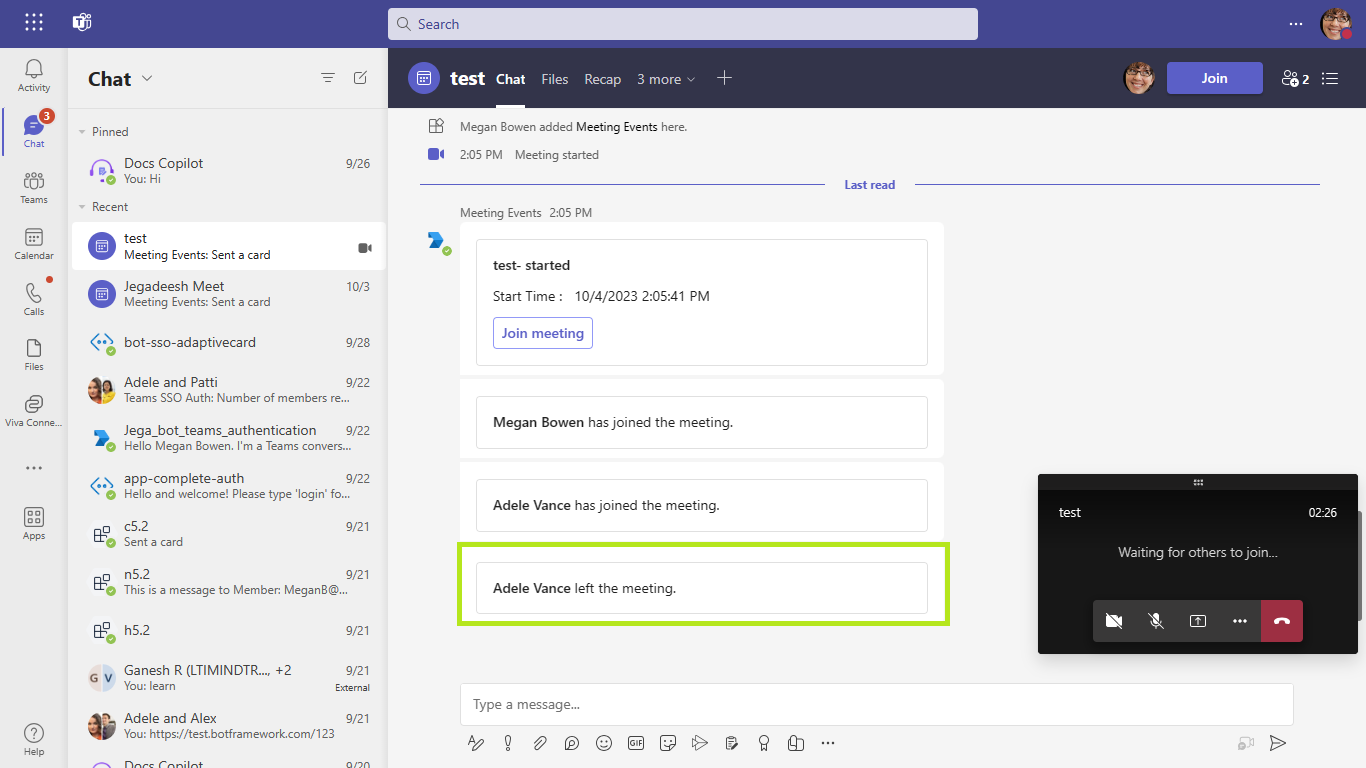 Search
Activity
3
Chat
Teams
Calendar
Calls
Files
Viva Conne...
Apps
Help
Chat
Pinned
Docs Copilot 9/26
You: Hi
Recent
test
Meeting Events: Sent a card
Jegadeesh Meet 10/3
Meeting Events: Sent a card
bot-sso-adaptivecard 9/28
Adele and Patti 9/22
Teams SSO Auth: Number of members re...
Jega_bot_teams_authentication 9/22
Hello Megan Bowen. I'm a Teams convers...
app-complete-auth 9/22
Hello and welcome! Please type 'login' fo...
c5.2 9/21
Sent a card
n5.2 9/21
This is a message to Member: MeganB@...
h5.2 9/21
G V
Ganesh R (LTIMINDTR..., +2 9/21
You: learn External
Adele and Alex 9/21
You: https://test.botframework.com/123
Docs Copilot 9/20
test Chat Files Recap 3 more Join 2
Megan Bowen added Meeting Events here.
2:05 PM Meeting started
Last read
Meeting Events 2:05 PM
test- started
Start Time : 10/4/2023 2:05:41 PM
Join meeting
Megan Bowen has joined the meeting.
Adele Vance has joined the meeting.
Adele Vance left the meeting.
test 02:26
Waiting for others to join...
Type a message...
GIF